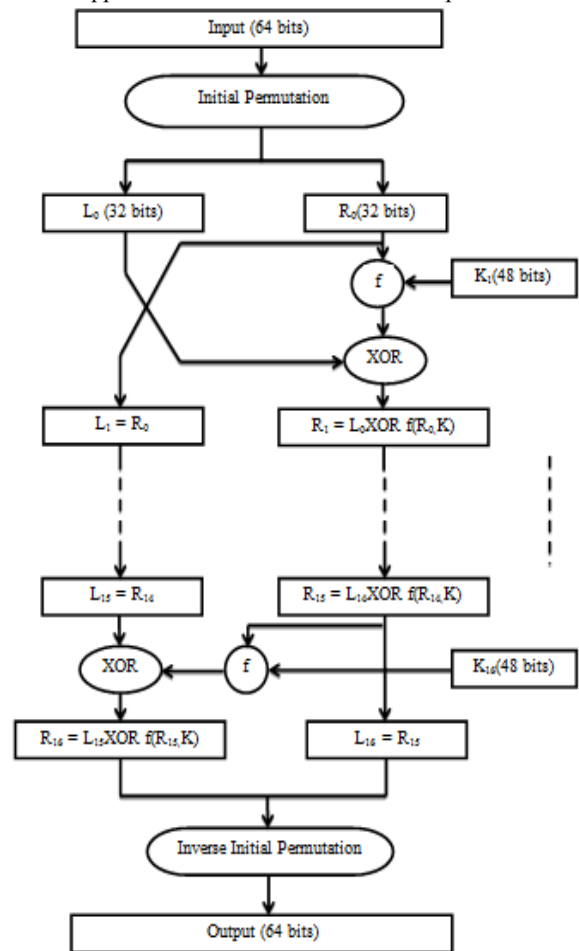 Input (64 bits)
Initial Permutation
L₀ (32 bits)
R₀(32 bits)
f
K₁(48 bits)
XOR
L₁ = R₀
R₁ = L₀XOR f(R₀,K)
L₁₅ = R₁₄
R₁₅ = L₁₄XOR f(R₁₄,K)
XOR
f
K₁₆(48 bits)
R₁₆ = L₁₅XOR f(R₁₅,K)
L₁₆ = R₁₅
Inverse Initial Permutation
Output (64 bits)